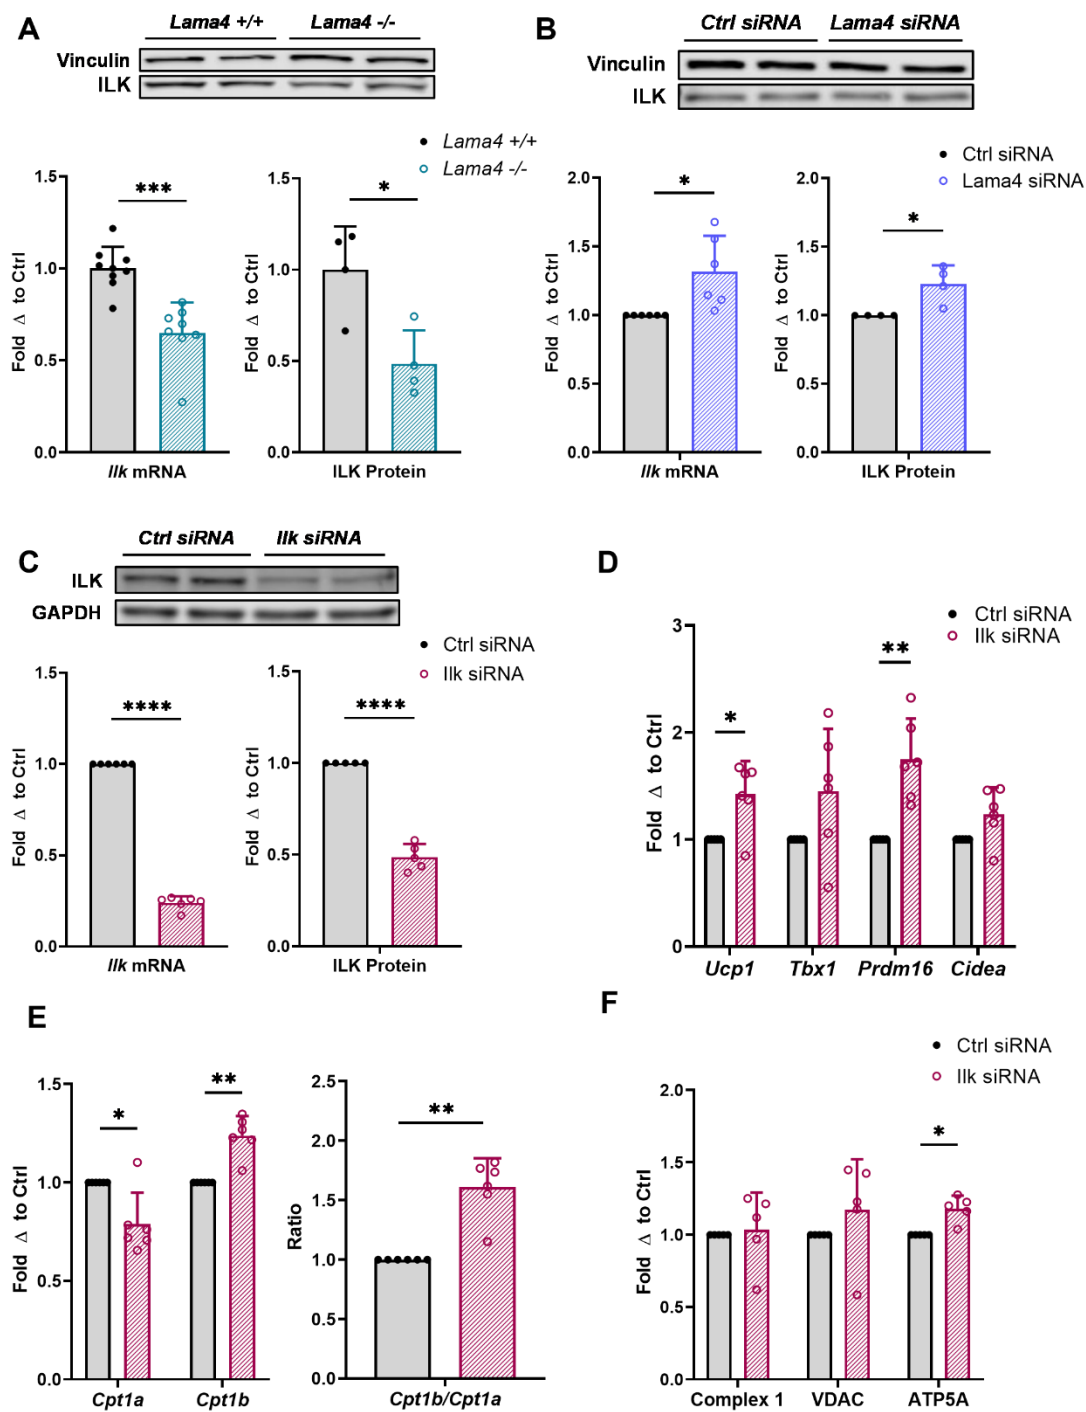 A
Lama4 +/+ Lama4 -/-
Vinculin
ILK
Lama4 +/+
Lama4 -/-
Fold Δ to Ctrl
1.5
1.0
0.5
0.0
***
Ilk mRNA
Fold Δ to Ctrl
1.5
1.0
0.5
0.0
*
ILK Protein
B
Ctrl siRNA Lama4 siRNA
Vinculin
ILK
Ctrl siRNA
Lama4 siRNA
Fold Δ to Ctrl
2.0
1.5
1.0
0.5
0.0
*
Ilk mRNA
Fold Δ to Ctrl
2.0
1.5
1.0
0.5
0.0
*
ILK Protein
C
Ctrl siRNA Ilk siRNA
ILK
GAPDH
Ctrl siRNA
Ilk siRNA
Fold Δ to Ctrl
1.5
1.0
0.5
0.0
****
Ilk mRNA
Fold Δ to Ctrl
1.5
1.0
0.5
0.0
****
ILK Protein
D
Ctrl siRNA
Ilk siRNA
Fold Δ to Ctrl
3
2
1
0
*
**
Ucp1 Tbx1 Prdm16 Cidea
E
Fold Δ to Ctrl
1.5
1.0
0.5
0.0
*
**
Cpt1a Cpt1b
Ratio
2.5
2.0
1.5
1.0
0.5
0.0
**
Cpt1b/Cpt1a
F
Ctrl siRNA
Ilk siRNA
Fold Δ to Ctrl
2.0
1.5
1.0
0.5
0.0
*
Complex 1 VDAC ATP5A